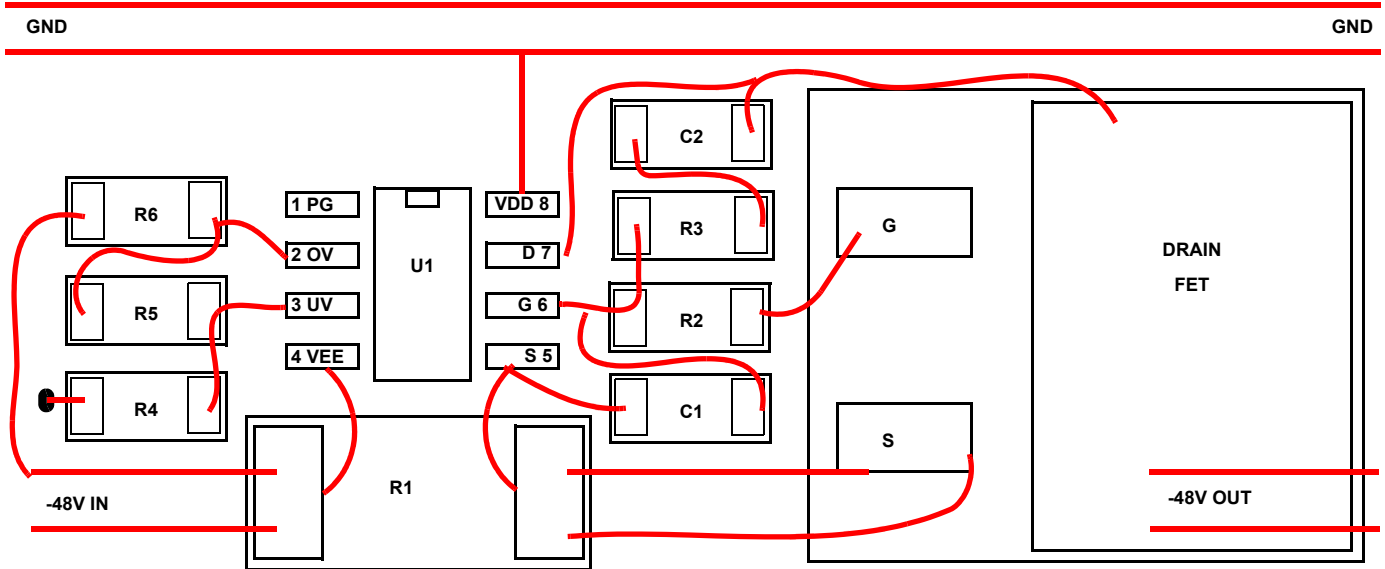 GND
GND
C2
R6
1 PG
VDD 8
R3
G
2 OV
U1
D 7
DRAIN
FET
R5
3 UV
G 6
R2
4 VEE
S 5
R4
C1
S
R1
-48V IN
-48V OUT